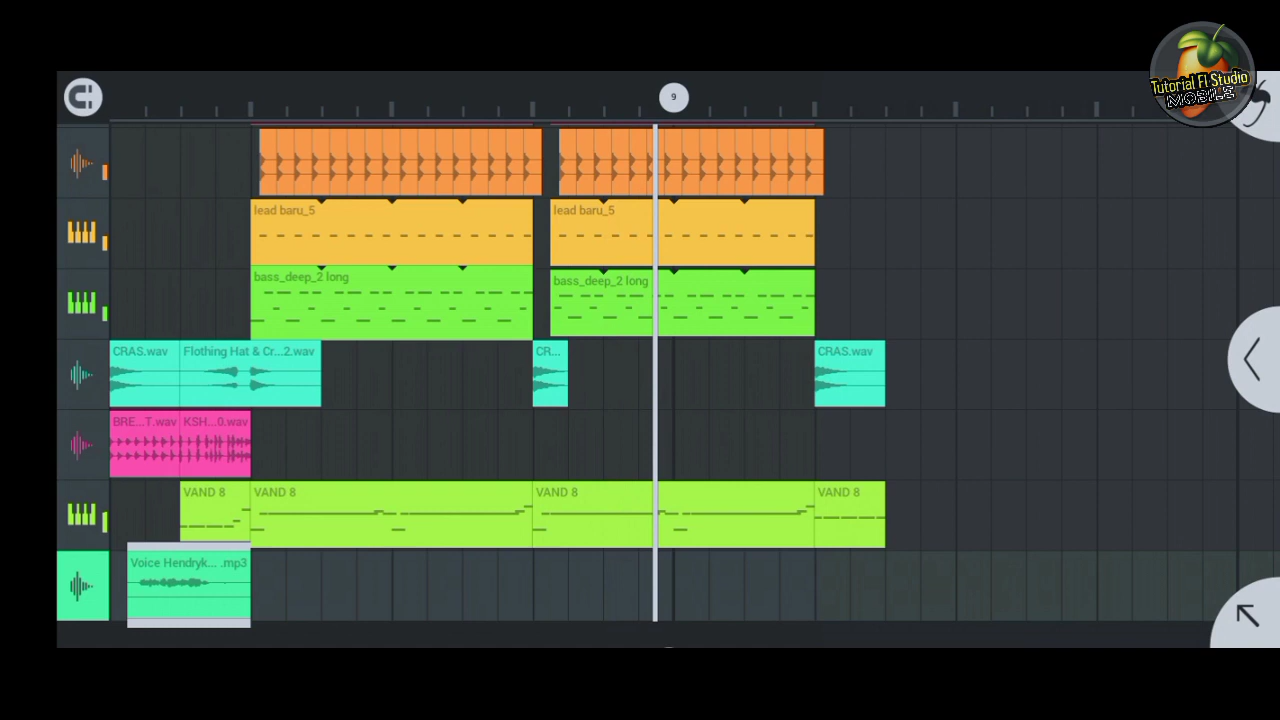 Tutorial Fl Studio
MOBILE
9
lead baru_5
lead baru_5
bass_deep_2 long
bass_deep_2 long
CRAS.wav
Flothing Hat & Cr...2.wav
CR...
CRAS.wav
BRE...T.wav
KSH...0.wav
VAND 8
VAND 8
VAND 8
VAND 8
Voice Hendryk... .mp3